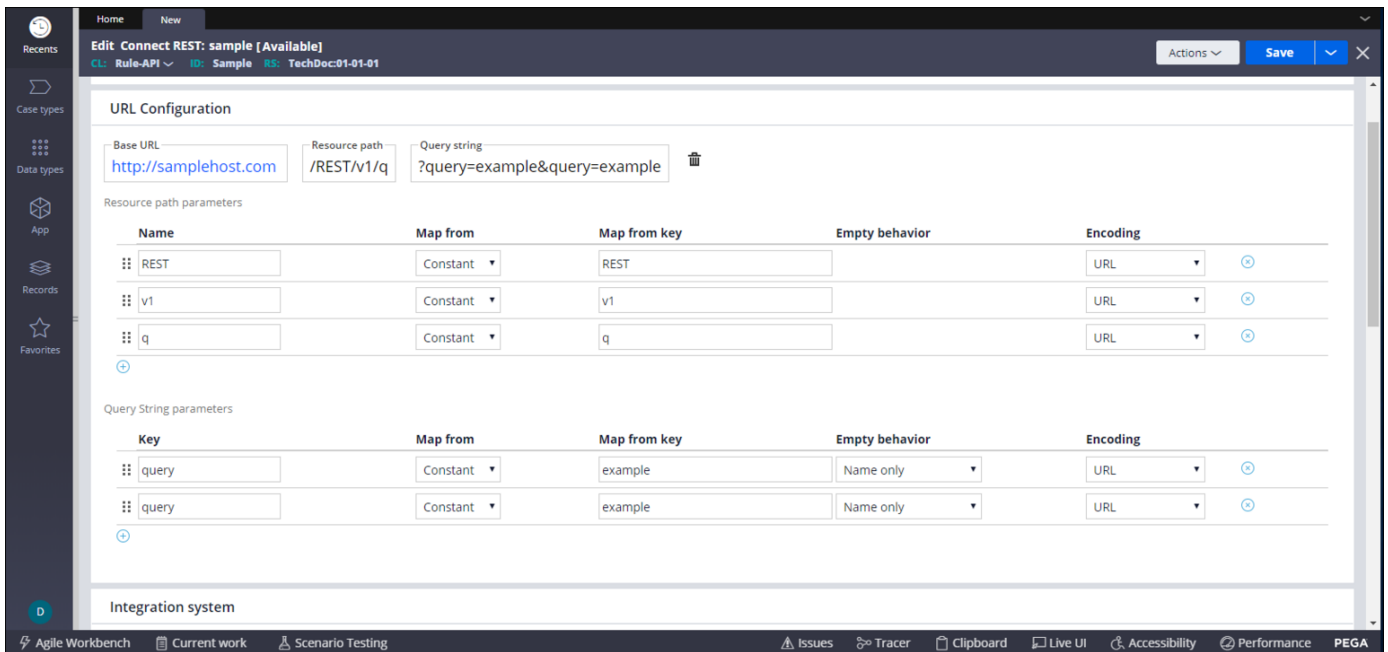 Home New
Recents
Edit Connect REST: sample [Available]
CL: Rule-API ID: Sample RS: TechDoc:01-01-01
Actions Save
Case types
Data types
App
Records
Favorites
D
URL Configuration
Base URL Resource path Query string
http://samplehost.com /REST/v1/q ?query=example&query=example
Resource path parameters
Name Map from Map from key Empty behavior Encoding
REST Constant REST URL
v1 Constant v1 URL
q Constant q URL
Query String parameters
Key Map from Map from key Empty behavior Encoding
query Constant example Name only URL
query Constant example Name only URL
Integration system
Agile Workbench Current work Scenario Testing Issues Tracer Clipboard Live UI Accessibility Performance PEGA